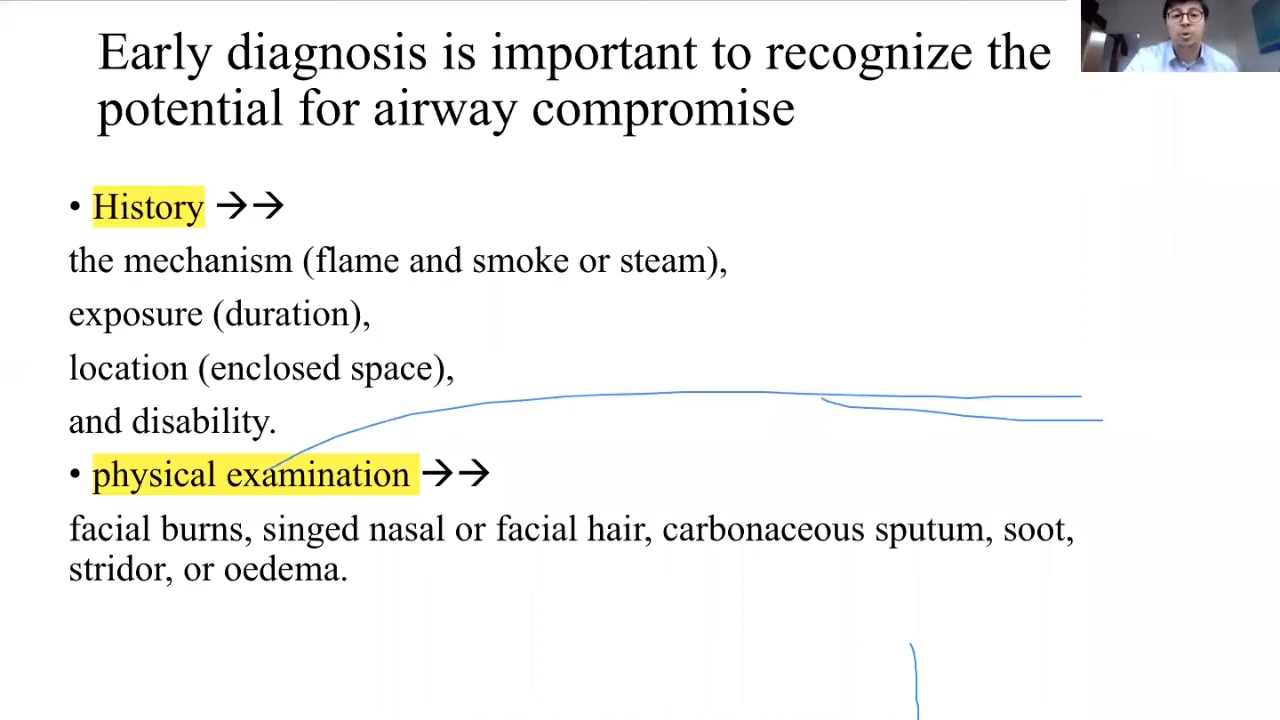 Early diagnosis is important to recognize the
potential for airway compromise
• History →→
the mechanism (flame and smoke or steam),
exposure (duration),
location (enclosed space),
and disability.
• physical examination →→
facial burns, singed nasal or facial hair, carbonaceous sputum, soot,
stridor, or oedema.